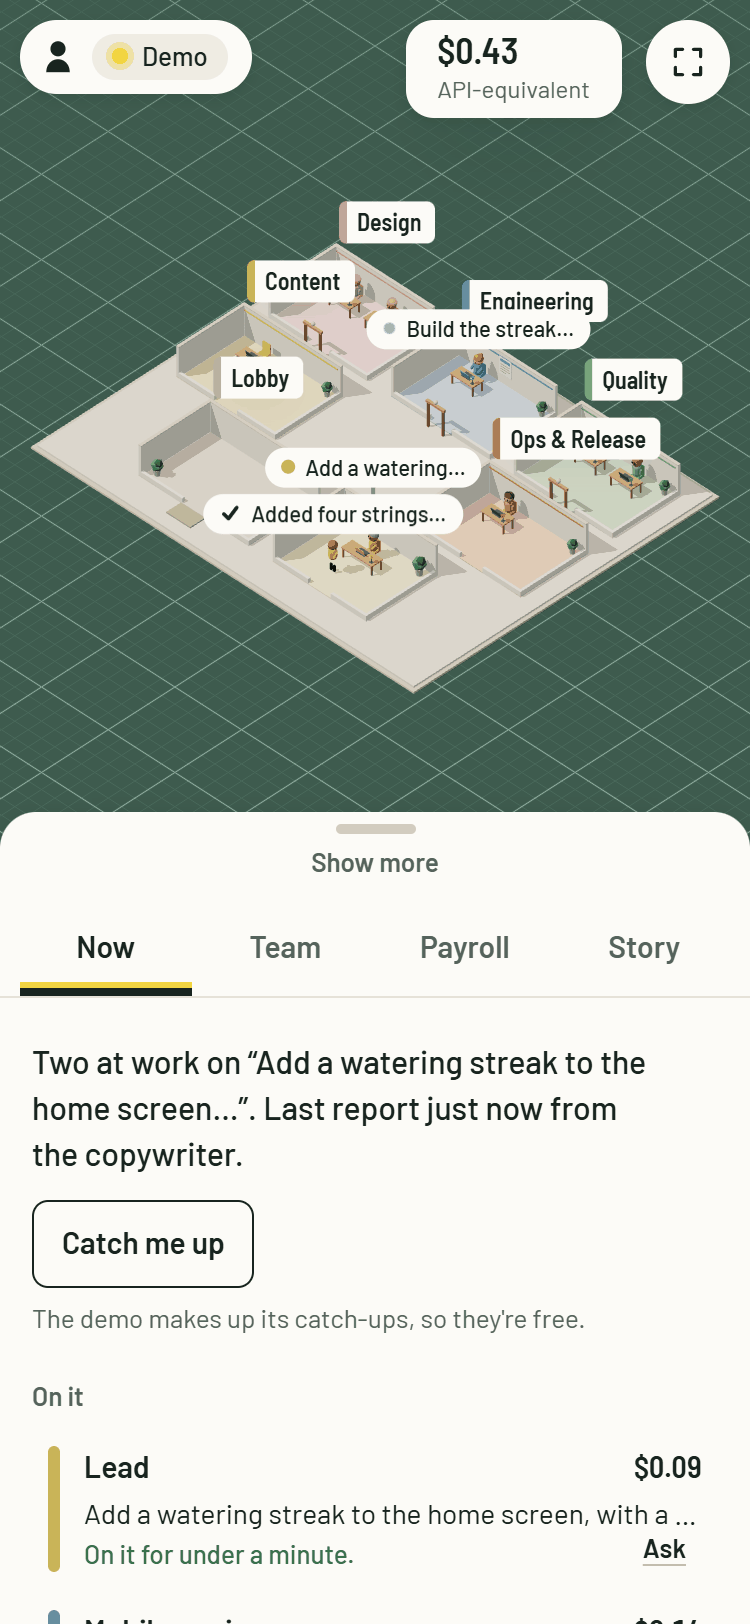 Demo
$0.43
API-equivalent
Design
Content
Engineering
Build the streak...
Lobby
Quality
Ops & Release
Add a watering...
Added four strings...
Show more
Now
Team
Payroll
Story
Two at work on “Add a watering streak to the
home screen...”. Last report just now from
the copywriter.
Catch me up
The demo makes up its catch-ups, so they're free.
On it
Lead
$0.09
Add a watering streak to the home screen, with a ...
On it for under a minute.
Ask